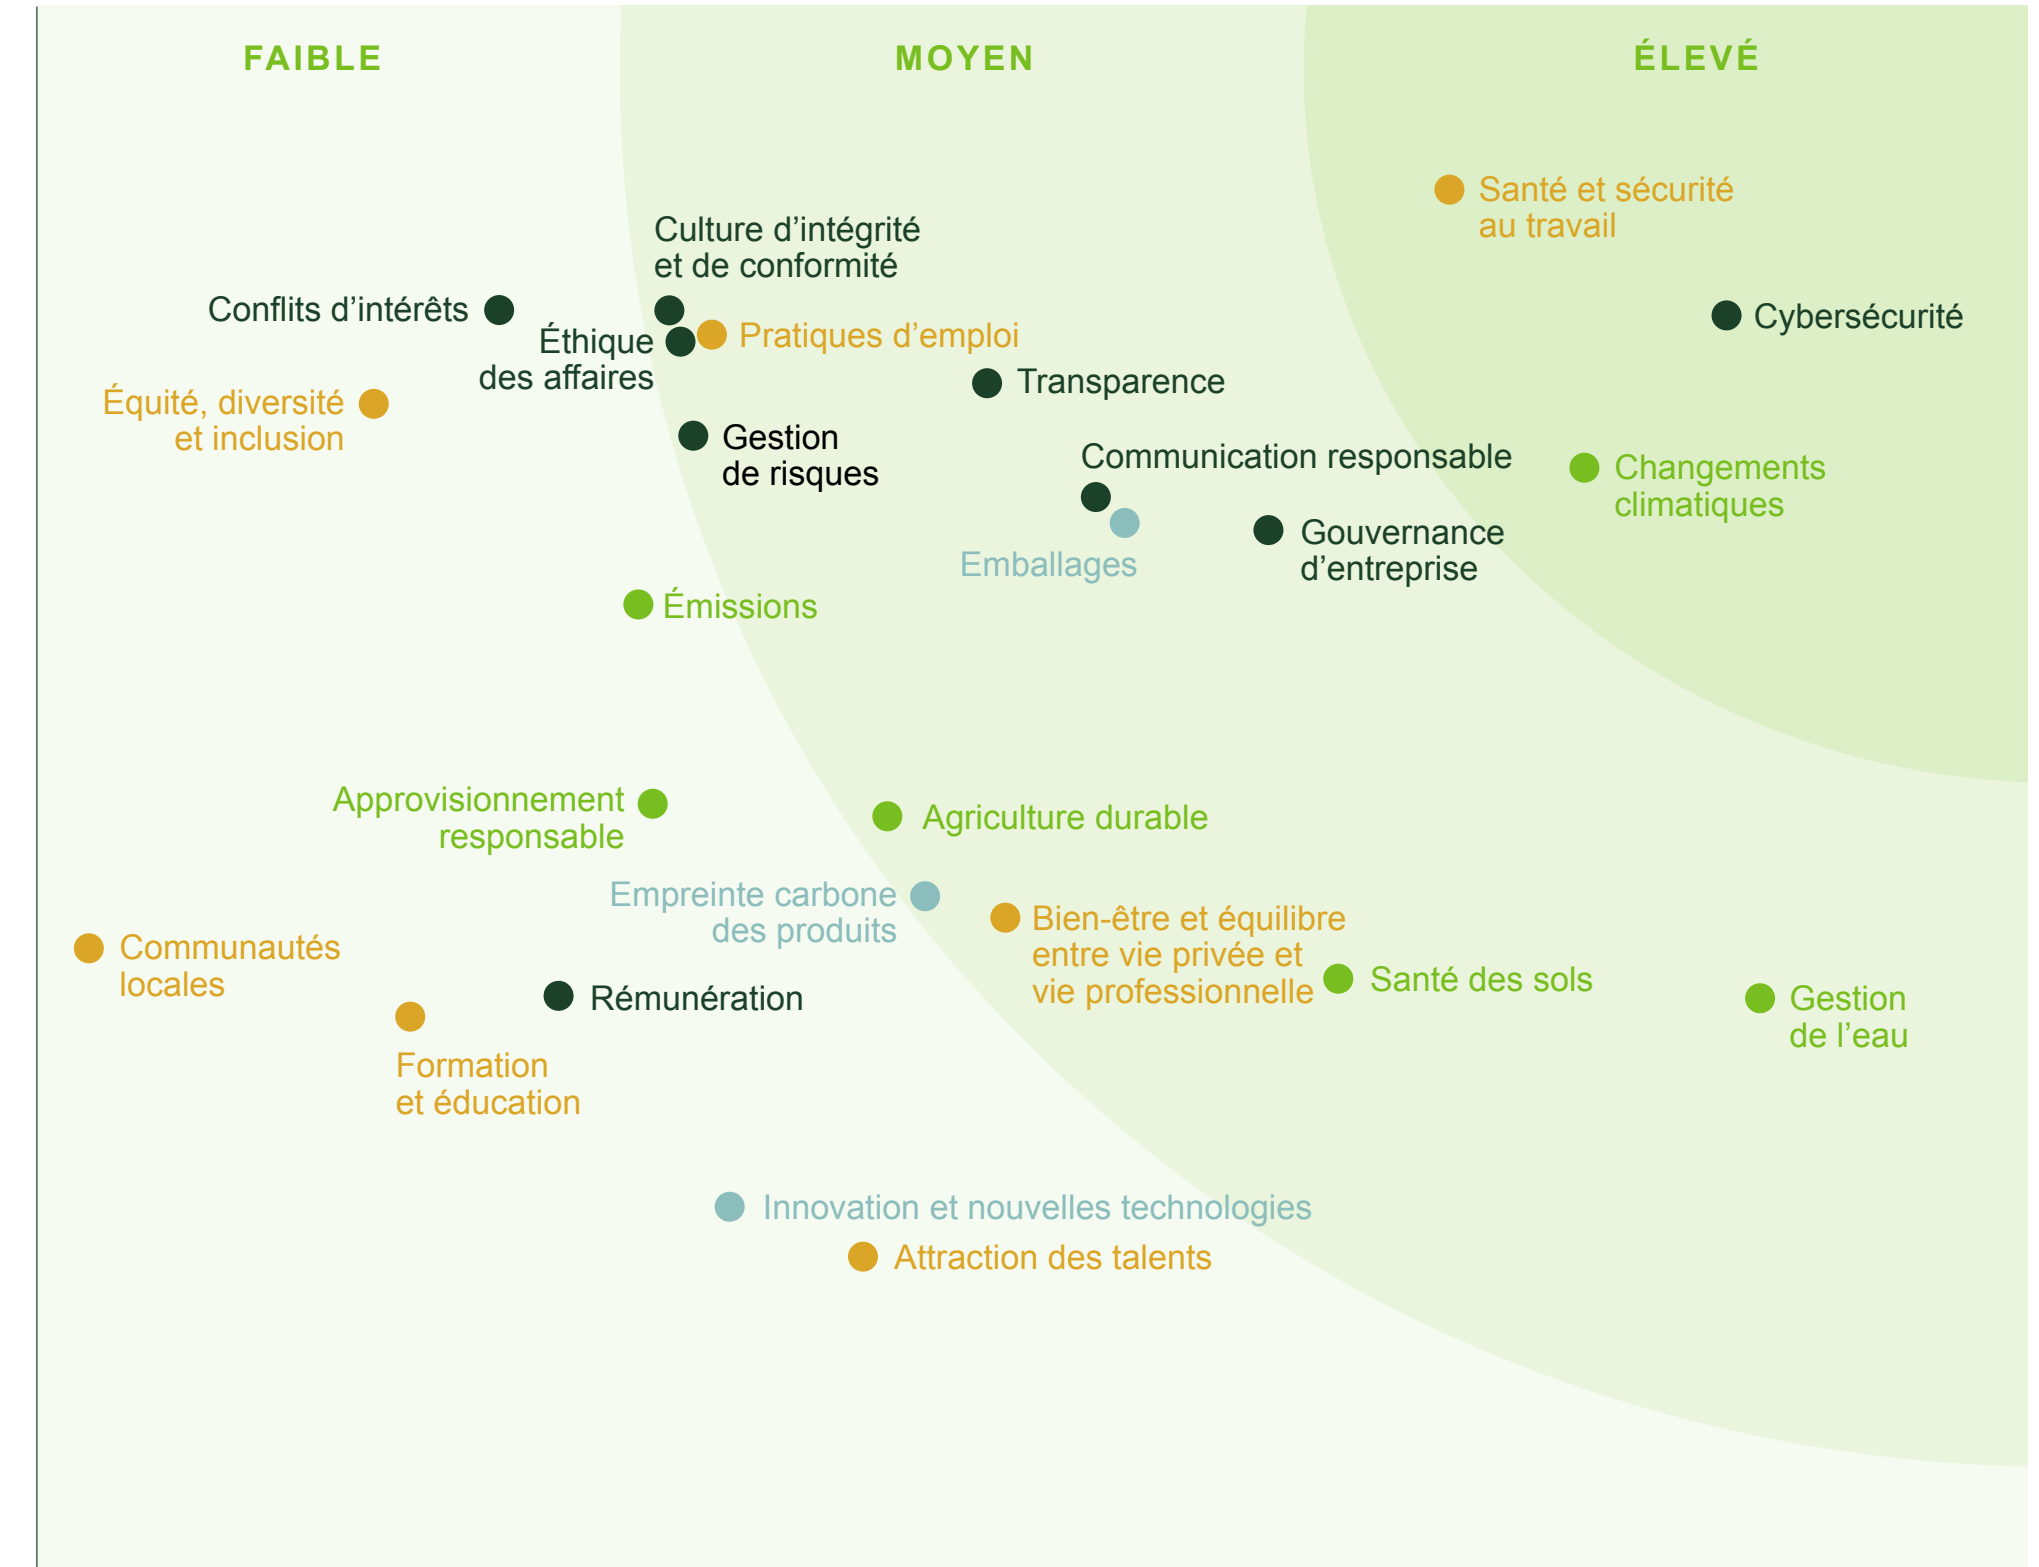 FAIBLE
MOYEN
ÉLEVÉ
Santé et sécurité
au travail
Culture d’intégrité
et de conformité
Conflits d’intérêts
Cybersécurité
Éthique
des affaires
Pratiques d’emploi
Transparence
Équité, diversité
et inclusion
Gestion
de risques
Communication responsable
Changements
climatiques
Gouvernance
d’entreprise
Emballages
Émissions
Approvisionnement
responsable
Agriculture durable
Empreinte carbone
des produits
Bien-être et équilibre
entre vie privée et
vie professionnelle
Communautés
locales
Santé des sols
Rémunération
Gestion
de l’eau
Formation
et éducation
Innovation et nouvelles technologies
Attraction des talents